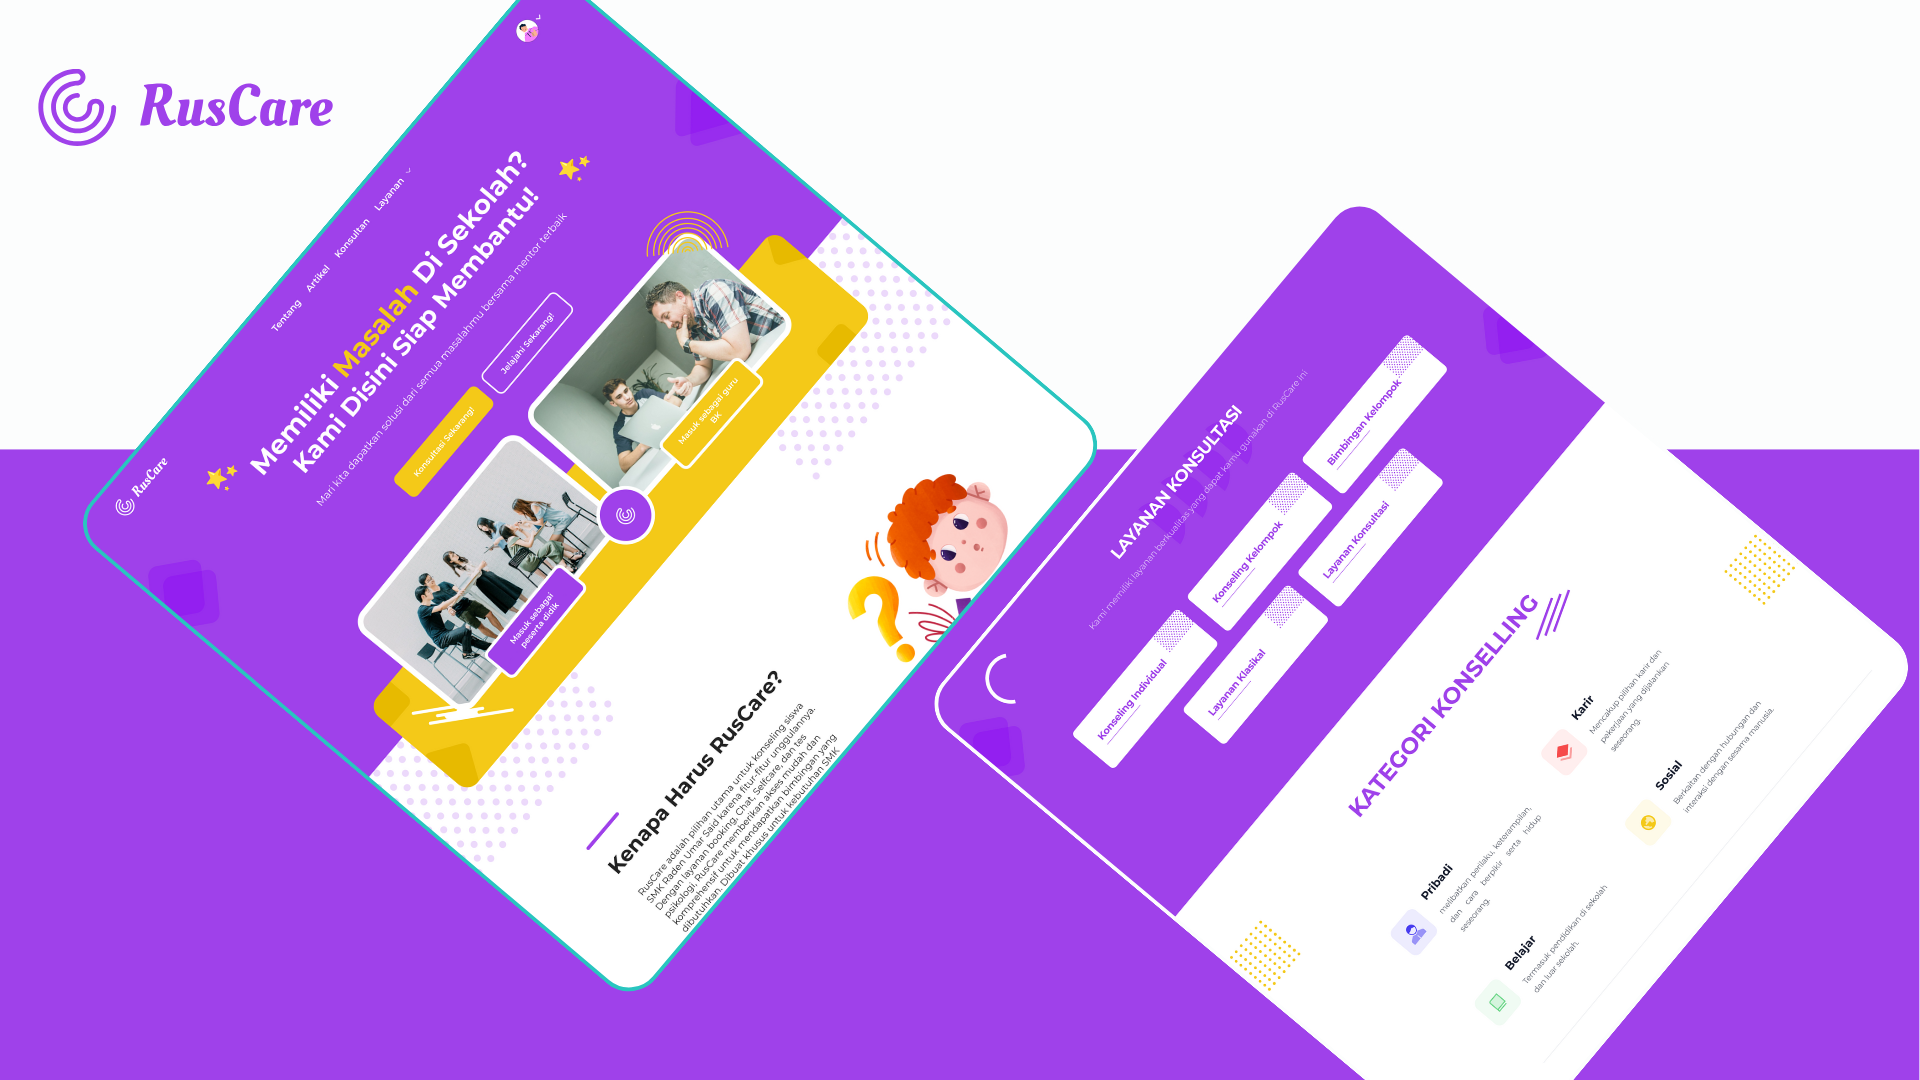 RusCare
RusCare
Tentang
Artikel
Konsultan
Layanan
Memiliki Masalah Di Sekolah?
Kami Disini Siap Membantu!
Mari kita dapatkan solusi dari semua masalahmu bersama mentor terbaik
Konsultasi Sekarang!
Jelajahi Sekarang!
Masuk sebagai
peserta didik
Masuk sebagai guru
BK
Kenapa Harus RusCare?
RusCare adalah pilihan utama untuk konseling siswa
SMK Raden Umar Said karena fitur-fitur unggulannya.
Dengan layanan booking, Chat, Selfcare, dan tes
psikologi, RusCare memberikan akses mudah dan
komprehensif untuk mendapatkan bimbingan yang
dibutuhkan. Dibuat khusus untuk kebutuhan SMK
LAYANAN KONSULTASI
Kami memiliki layanan berkualitas yang dapat kamu gunakan di RusCare ini
Konseling Individual
Konseling Kelompok
Bimbingan Kelompok
Layanan Klasikal
Layanan Konsultasi
KATEGORI KONSELLING
Pribadi
melibatkan perilaku, keterampilan,
dan cara berpikir serta hidup
seseorang.
Karir
Mencakup pilihan karir dan
pekerjaan yang dijalankan
seseorang.
Belajar
Termasuk pendidikan di sekolah
dan luar sekolah.
Sosial
Berkaitan dengan hubungan dan
interaksi dengan sesama manusia.